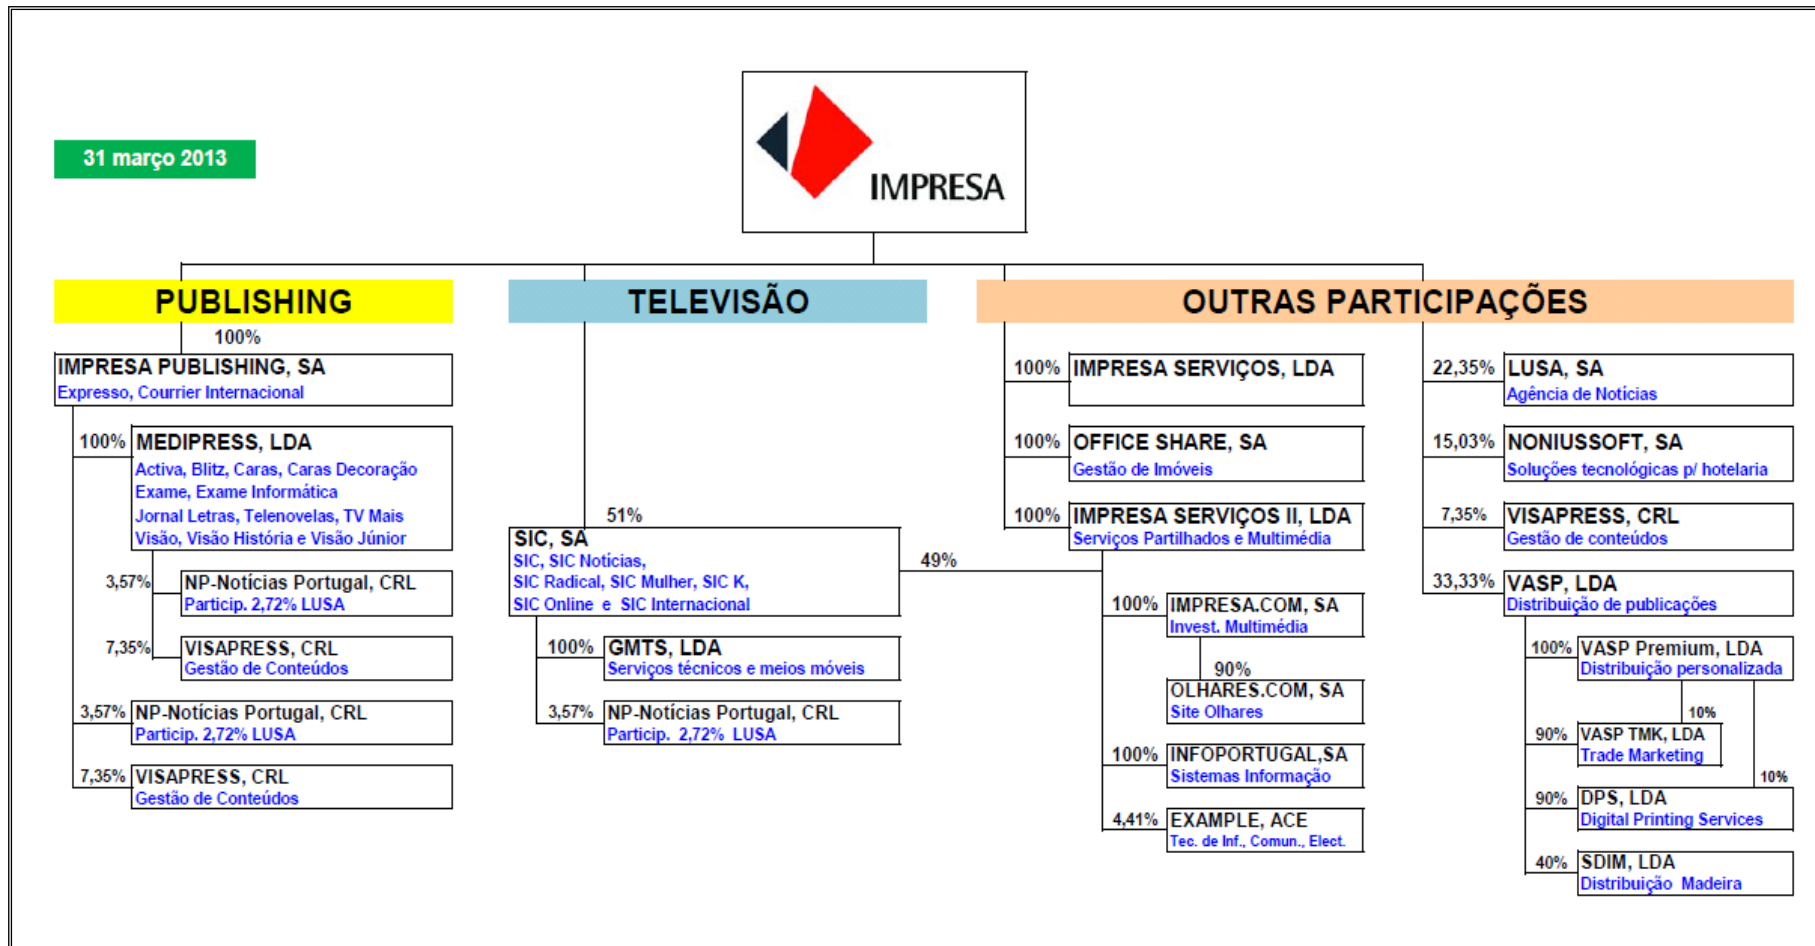 IMPRESA
31 março 2013
PUBLISHING
100%
IMPRESA PUBLISHING, SA
Expresso, Courrier Internacional
100%
MEDIPRESS, LDA
Activa, Blitz, Caras, Caras Decoração
Exame, Exame Informática
Jornal Letras, Telenovelas, TV Mais
Visão, Visão História e Visão Júnior
3,57%
NP-Notícias Portugal, CRL
Particip. 2,72% LUSA
7,35%
VISAPRESS, CRL
Gestão de Conteúdos
3,57%
NP-Notícias Portugal, CRL
Particip. 2,72% LUSA
7,35%
VISAPRESS, CRL
Gestão de Conteúdos
TELEVISÃO
51%
SIC, SA
SIC, SIC Notícias,
SIC Radical, SIC Mulher, SIC K,
SIC Online e SIC Internacional
49%
100%
GMTS, LDA
Serviços técnicos e meios móveis
3,57%
NP-Notícias Portugal, CRL
Particip. 2,72% LUSA
OUTRAS PARTICIPAÇÕES
100%
IMPRESA SERVIÇOS, LDA
100%
OFFICE SHARE, SA
Gestão de Imóveis
100%
IMPRESA SERVIÇOS II, LDA
Serviços Partilhados e Multimédia
100%
IMPRESA.COM, SA
Invest. Multimédia
90%
OLHARES.COM, SA
Site Olhares
100%
INFOPORTUGAL,SA
Sistemas Informação
4,41%
EXAMPLE, ACE
Tec. de Inf., Comun., Elect.
22,35%
LUSA, SA
Agência de Notícias
15,03%
NONIUSSOFT, SA
Soluções tecnológicas p/ hotelaria
7,35%
VISAPRESS, CRL
Gestão de conteúdos
33,33%
VASP, LDA
Distribuição de publicações
100%
VASP Premium, LDA
Distribuição personalizada
10%
90%
VASP TMK, LDA
Trade Marketing
10%
90%
DPS, LDA
Digital Printing Services
40%
SDIM, LDA
Distribuição Madeira